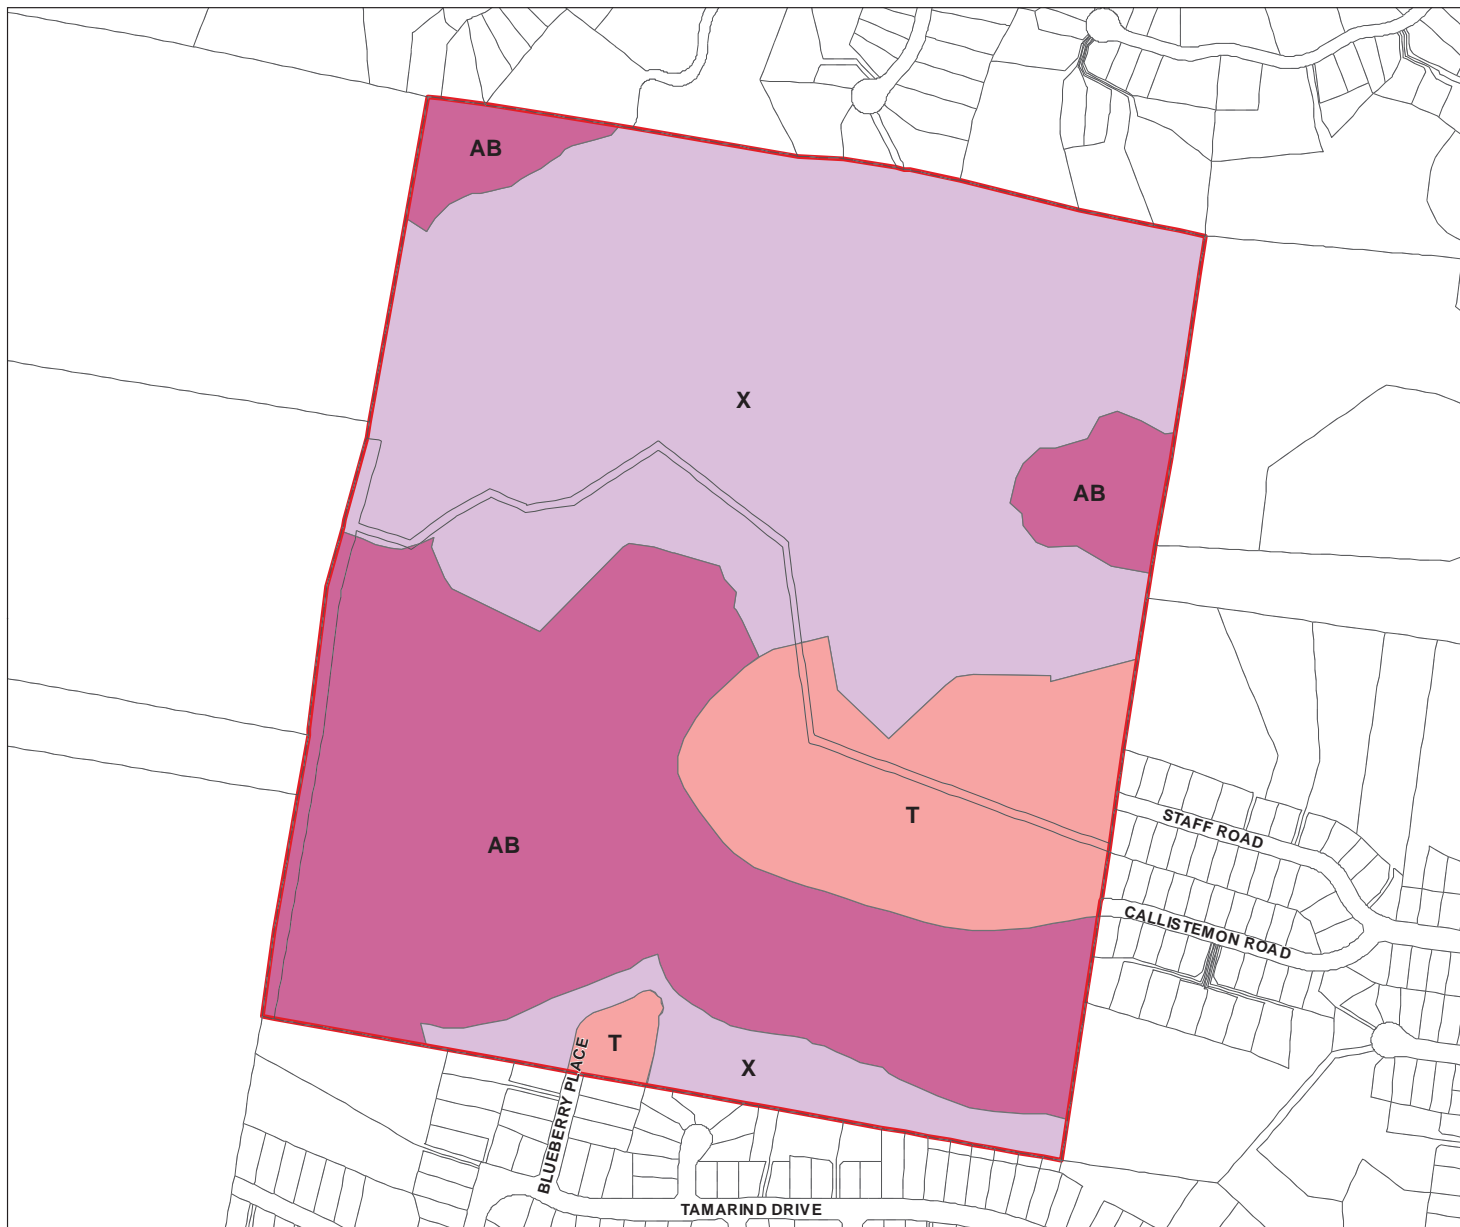 AB
X
AB
STAFF ROAD
T
AB
CALLISTEMON ROAD
T
X
BLUEBERRY PLACE
TAMARIND DRIVE